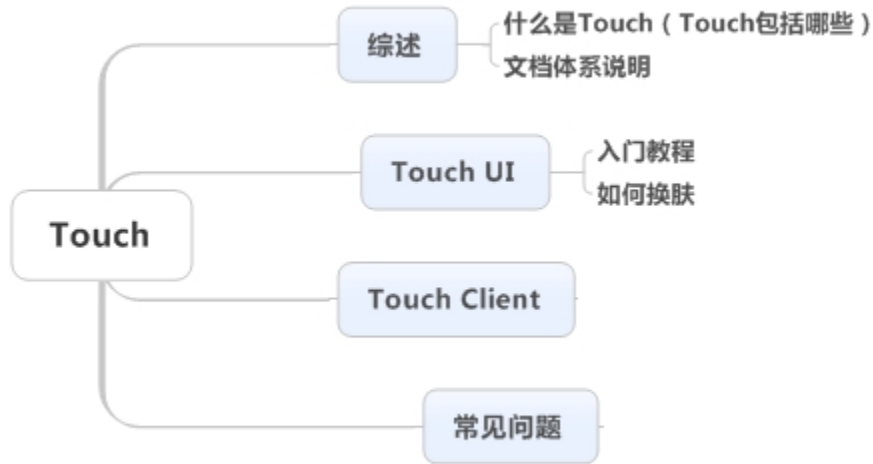 综述
什么是Touch（Touch包括哪些）
文档体系说明
Touch UI
入门教程
如何换肤
Touch
Touch Client
常见问题